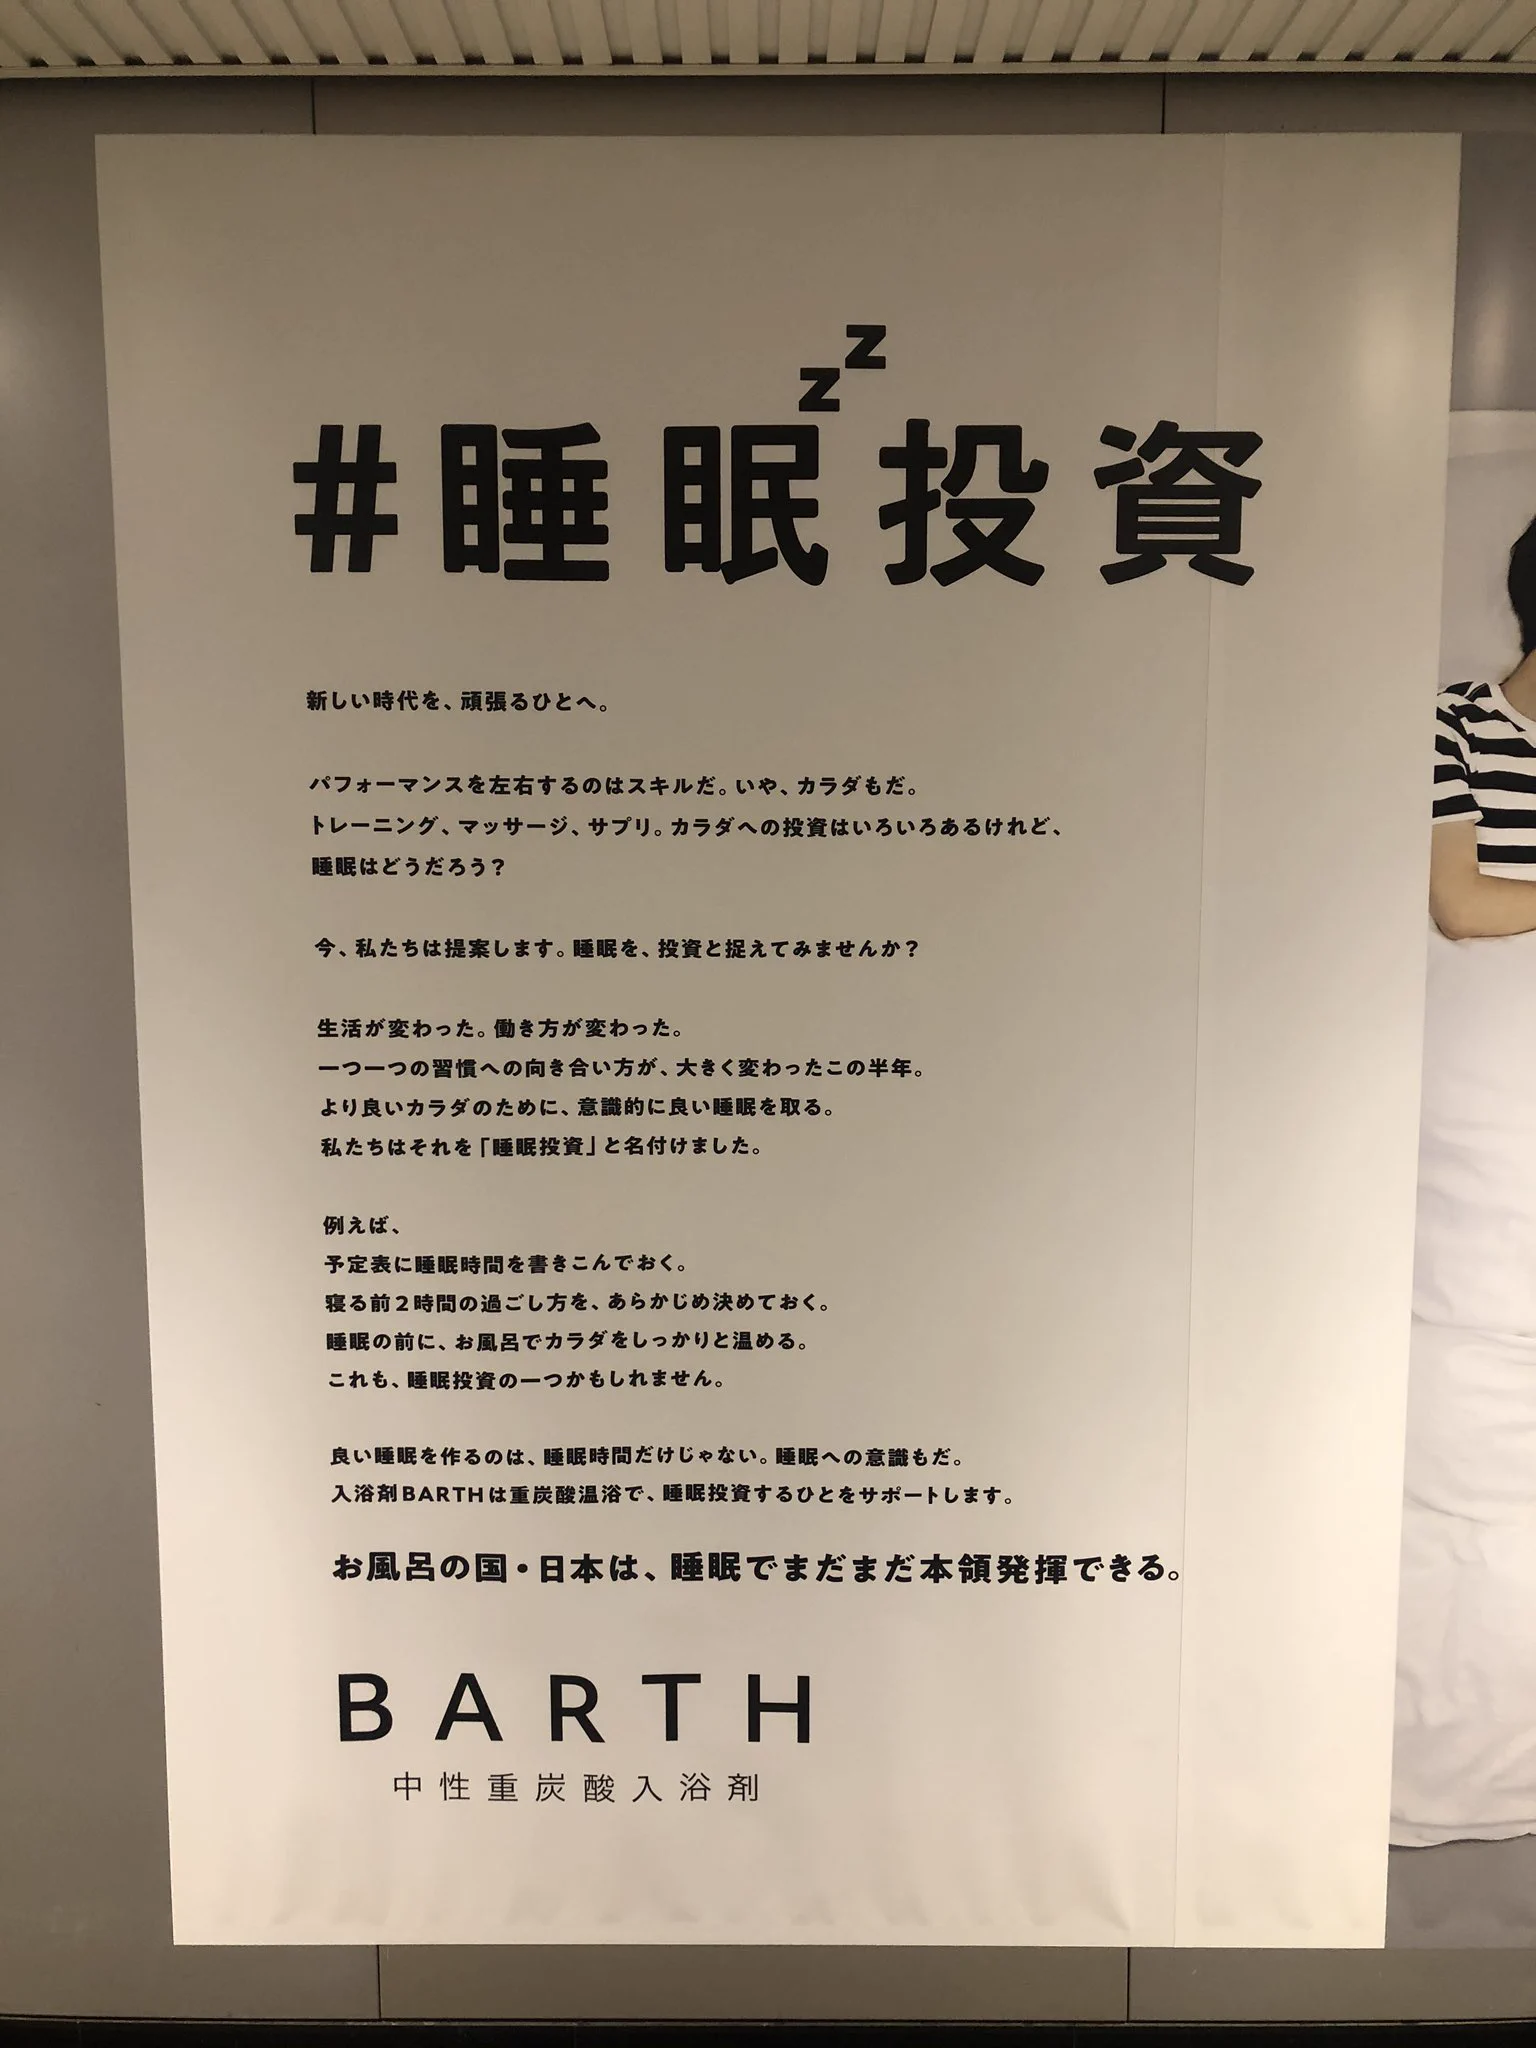 zz
#睡眠投資
新しい時代を、頑張るひとへ。
パフォーマンスを左右するのはスキルだ。いや、カラダもだ。
トレーニング、マッサージ、サプリ。カラダへの投資はいろいろあるけれど、
睡眠はどうだろう？
今、私たちは提案します。睡眠を、投資と捉えてみませんか？
生活が変わった。働き方が変わった。
一つ一つの習慣への向き合い方が、大きく変わったこの半年。
より良いカラダのために、意識的に良い睡眠を取る。
私たちはそれを「睡眠投資」と名付けました。
例えば、
予定表に睡眠時間を書きこんでおく。
寝る前2時間の過ごし方を、あらかじめ決めておく。
睡眠の前に、お風呂でカラダをしっかりと温める。
これも、睡眠投資の一つかもしれません。
良い睡眠を作るのは、睡眠時間だけじゃない。睡眠への意識もだ。
入浴剤BARTHは重炭酸温浴で、睡眠投資するひとをサポートします。
お風呂の国・日本は、睡眠でまだまだ本領発揮できる。
BARTH
中性重炭酸入浴剤